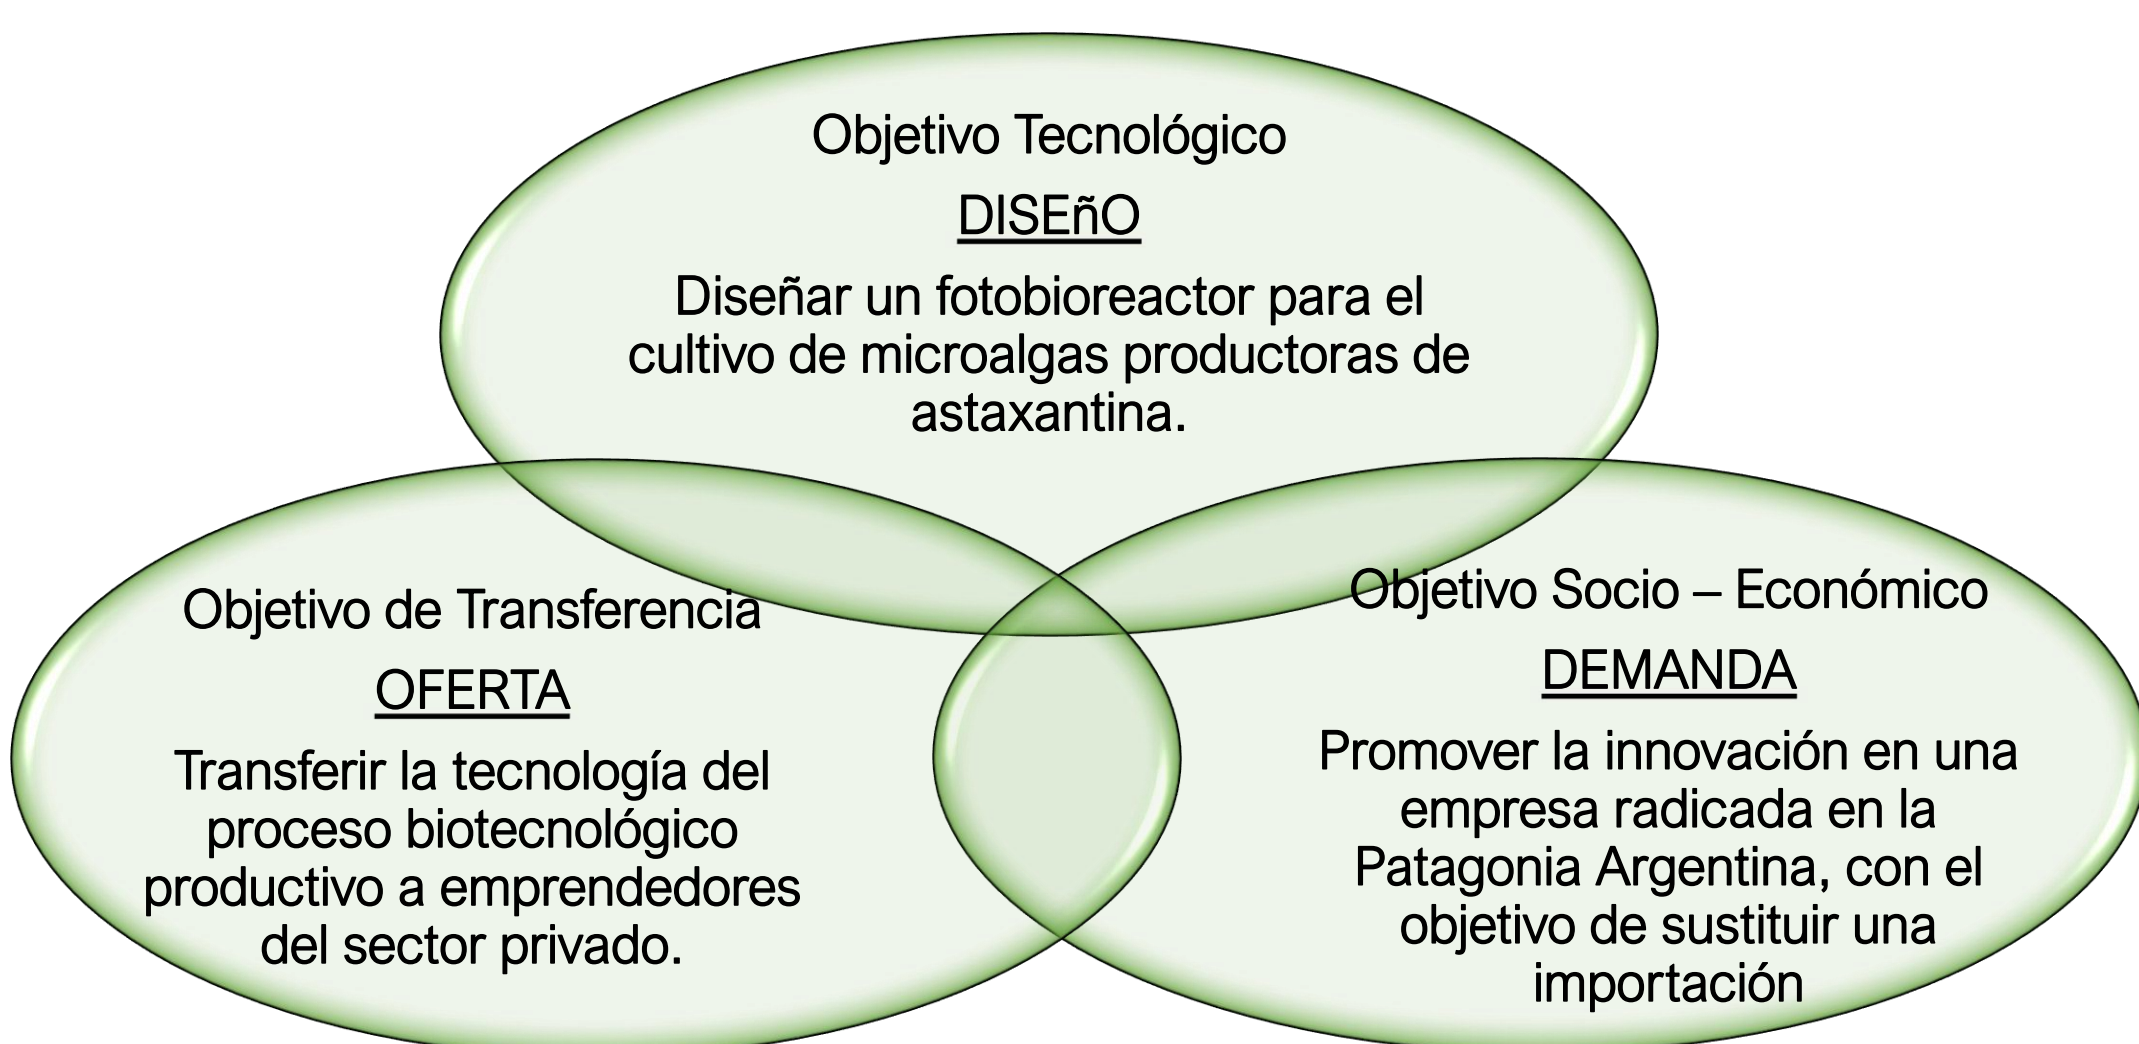 Objetivo Tecnológico
DISEñO
Diseñar un fotobioreactor para el
cultivo de microalgas productoras de
astaxantina.
Objetivo de Transferencia
OFERTA
Transferir la tecnología del
proceso biotecnológico
productivo a emprendedores
del sector privado.
Objetivo Socio – Económico
DEMANDA
Promover la innovación en una
empresa radicada en la
Patagonia Argentina, con el
objetivo de sustituir una
importación